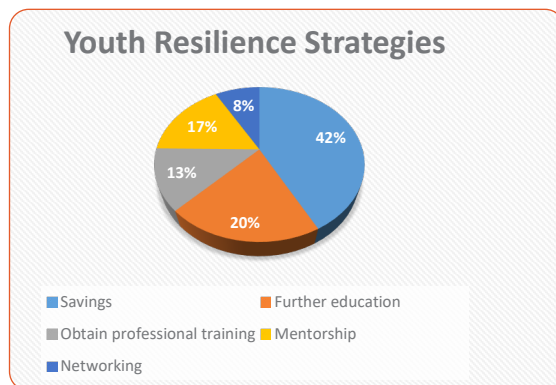 Youth Resilience Strategies
8%
42%
17%
13%
20%
Savings Further education
Obtain professional training Mentorship
Networking